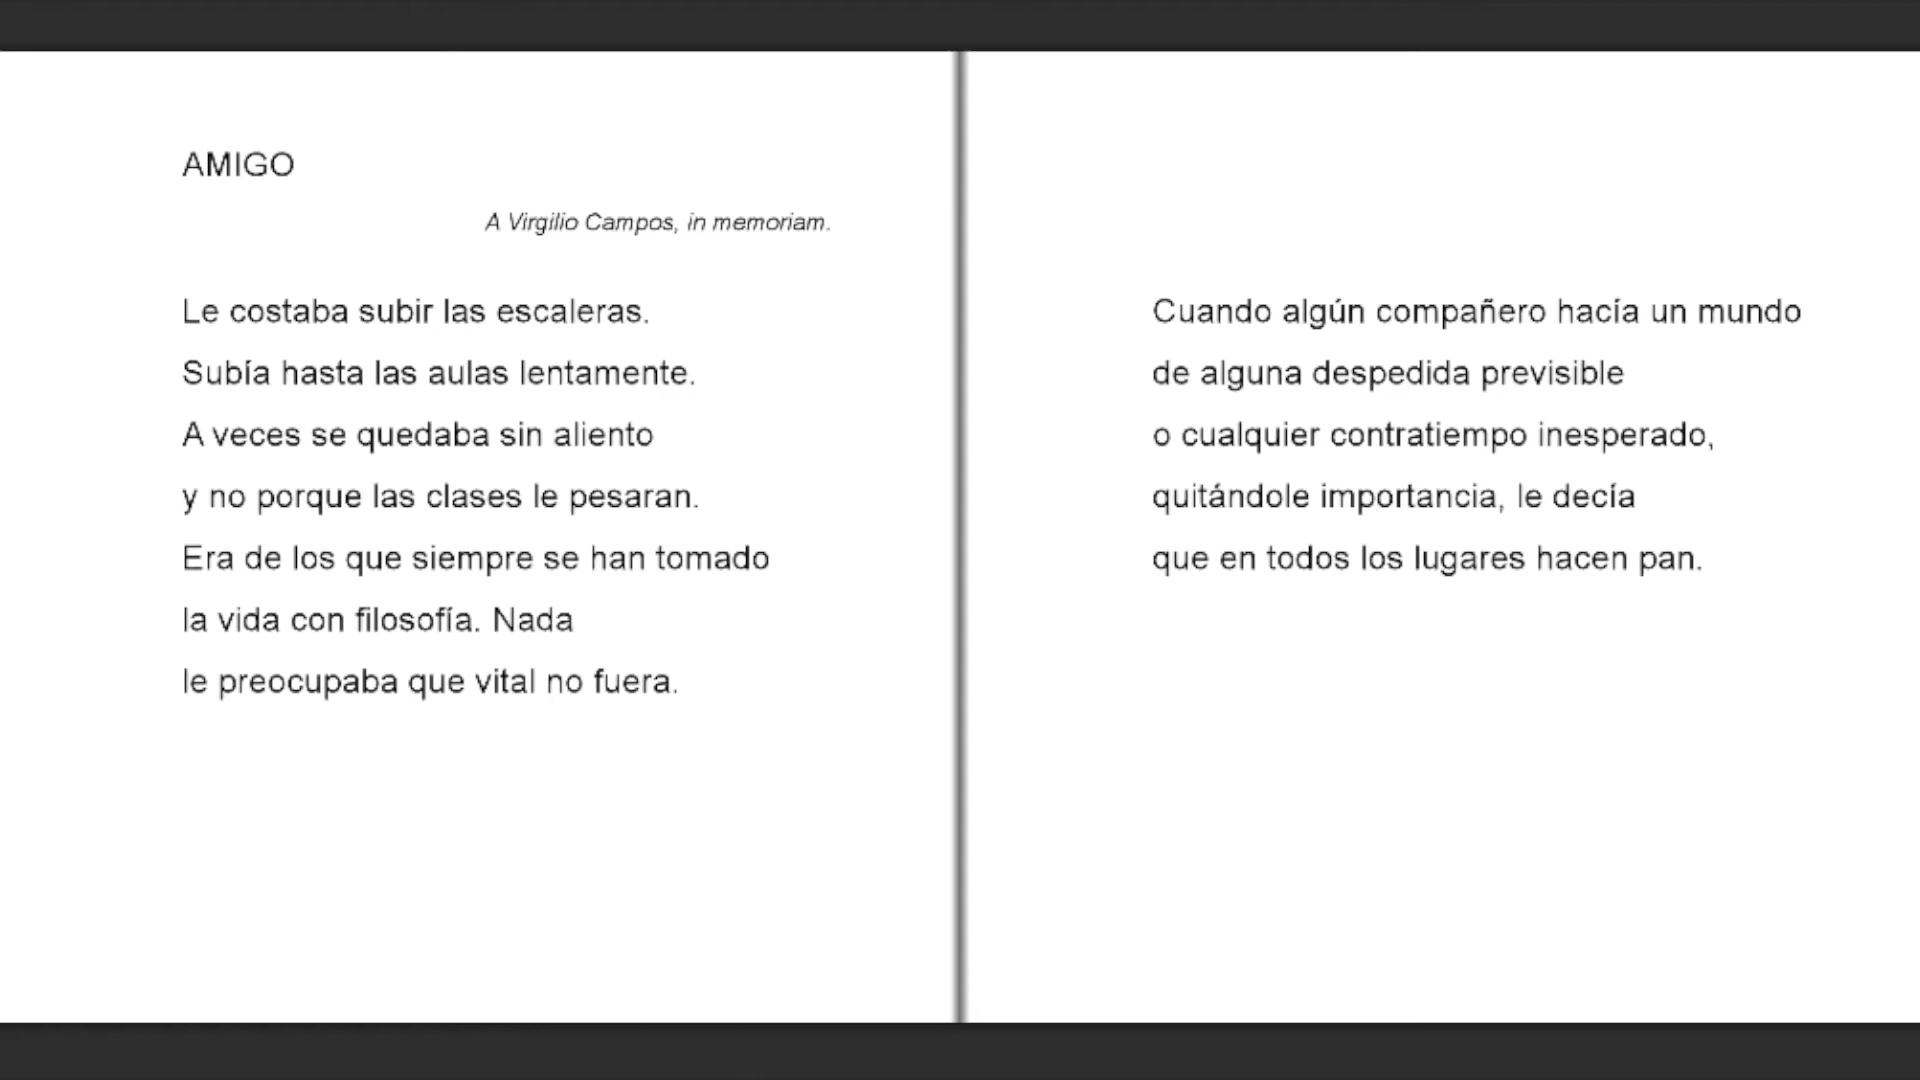 AMIGO
A Virgilio Campos, in memoriam.
Le costaba subir las escaleras.
Subía hasta las aulas lentamente.
A veces se quedaba sin aliento
y no porque las clases le pesaran.
Era de los que siempre se han tomado
la vida con filosofía. Nada
le preocupaba que vital no fuera.
Cuando algún compañero hacía un mundo
de alguna despedida previsible
o cualquier contratiempo inesperado,
quitándole importancia, le decía
que en todos los lugares hacen pan.